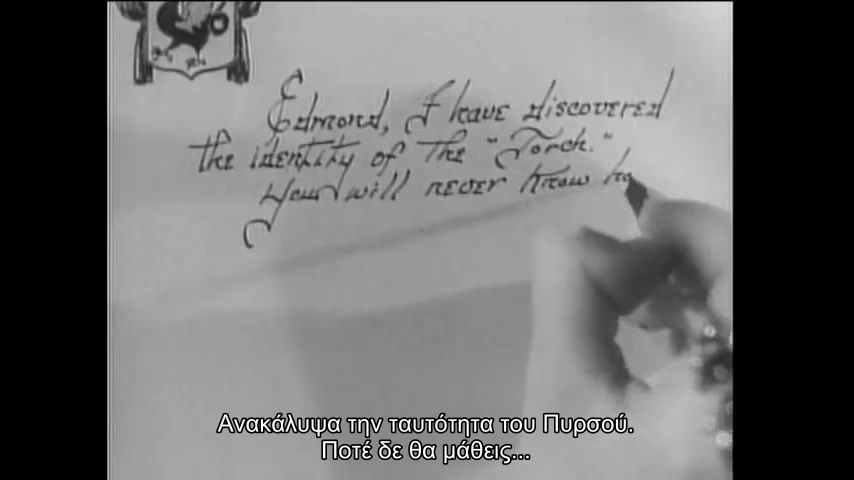 Edmond, I have discovered
the identity of the "Torch."
You will never know ho
Ανακάλυψα την ταυτότητα του Πυρσού.
Ποτέ δε θα μάθεις...